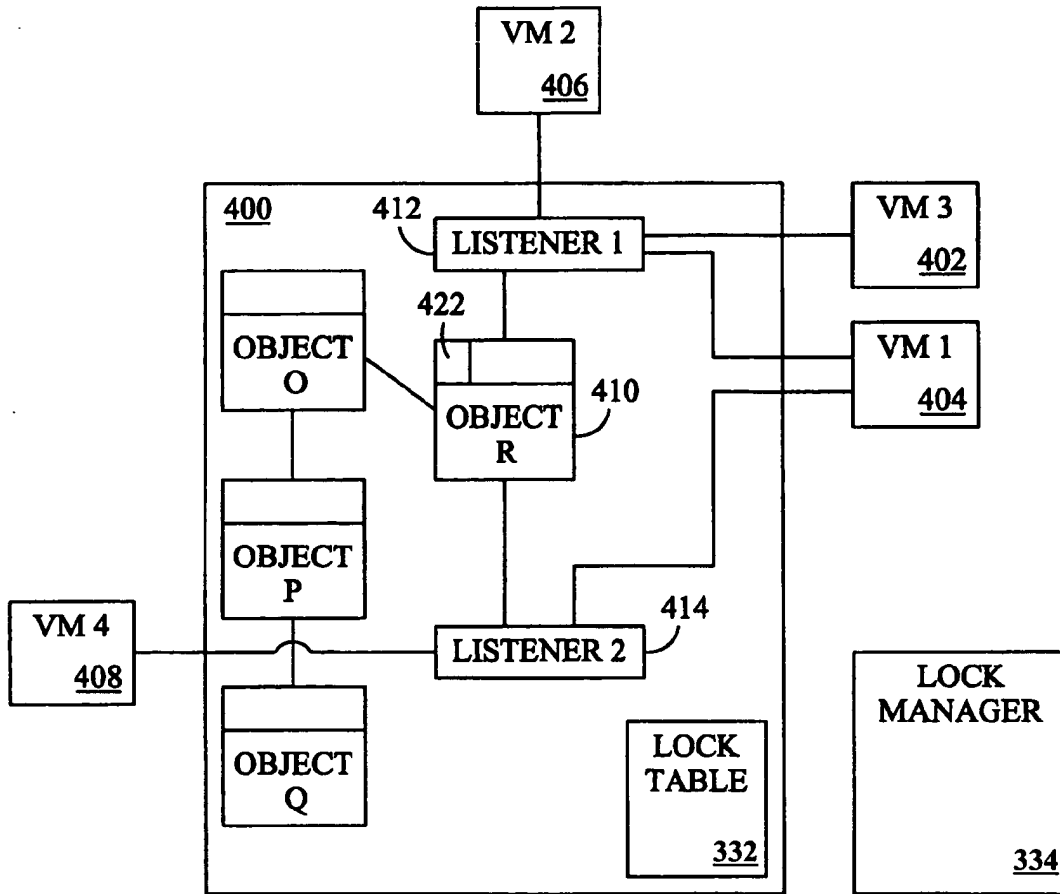 VM 2
406
400
412
LISTENER 1
VM 3
402
422
OBJECT
O
OBJECT
R
410
VM 1
404
OBJECT
P
VM 4
408
LISTENER 2
414
OBJECT
Q
LOCK
TABLE
332
LOCK
MANAGER
334